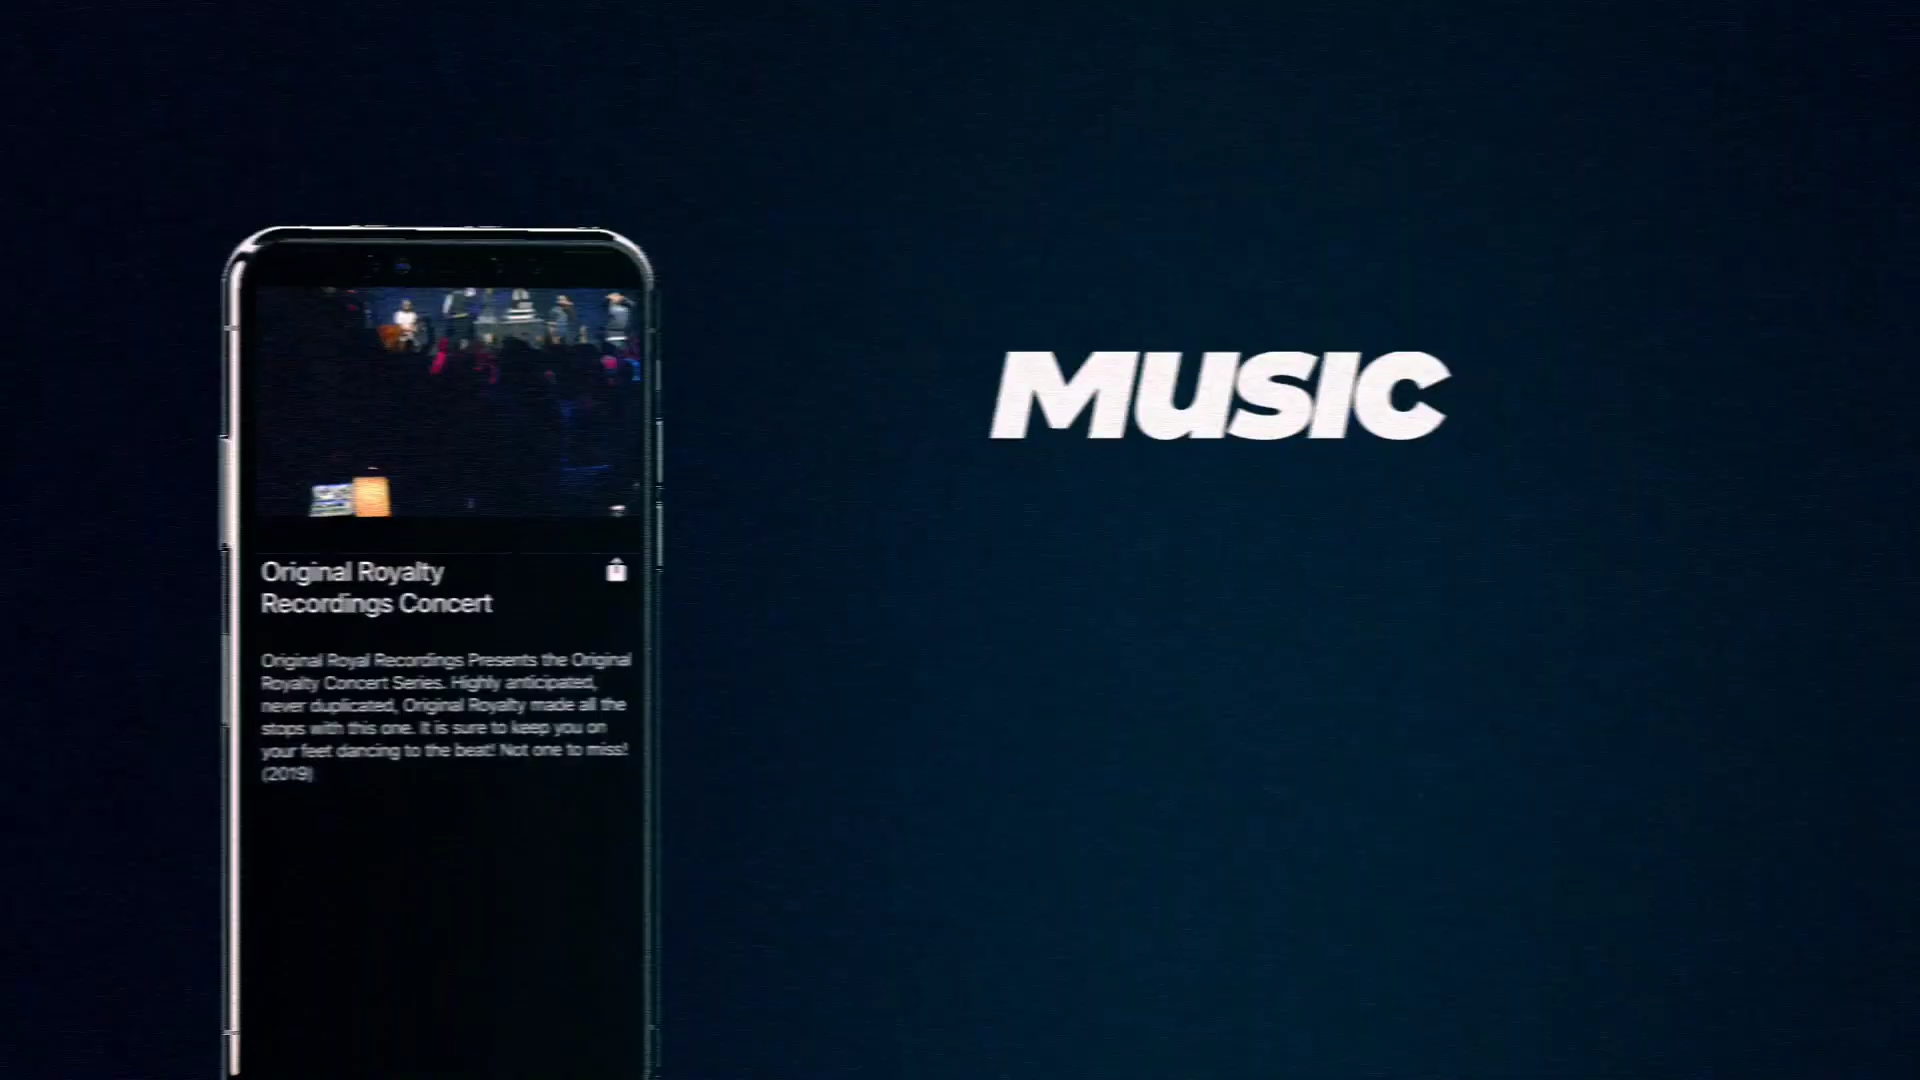 MUSIC
Original Royalty
Recordings Concert
Original Royal Recordings Presents the Original
Royalty Concert Series. Highly anticipated,
never duplicated, Original Royalty made all the
stops with this one. It is sure to keep you on
your feet dancing to the beat! Not one to miss!
(2019)